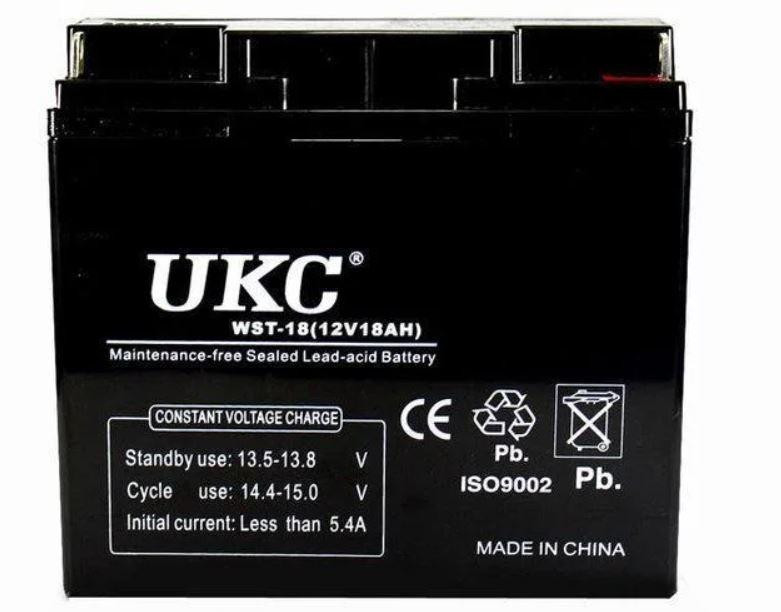 UKC®
WST-18(12V18AH)
Maintenance-free Sealed Lead-acid Battery
CONSTANT VOLTAGE CHARGE
Standby use: 13.5-13.8 V
Cycle use: 14.4-15.0 V
Initial current: Less than 5.4A
CE
Pb.
ISO9002
Pb.
MADE IN CHINA